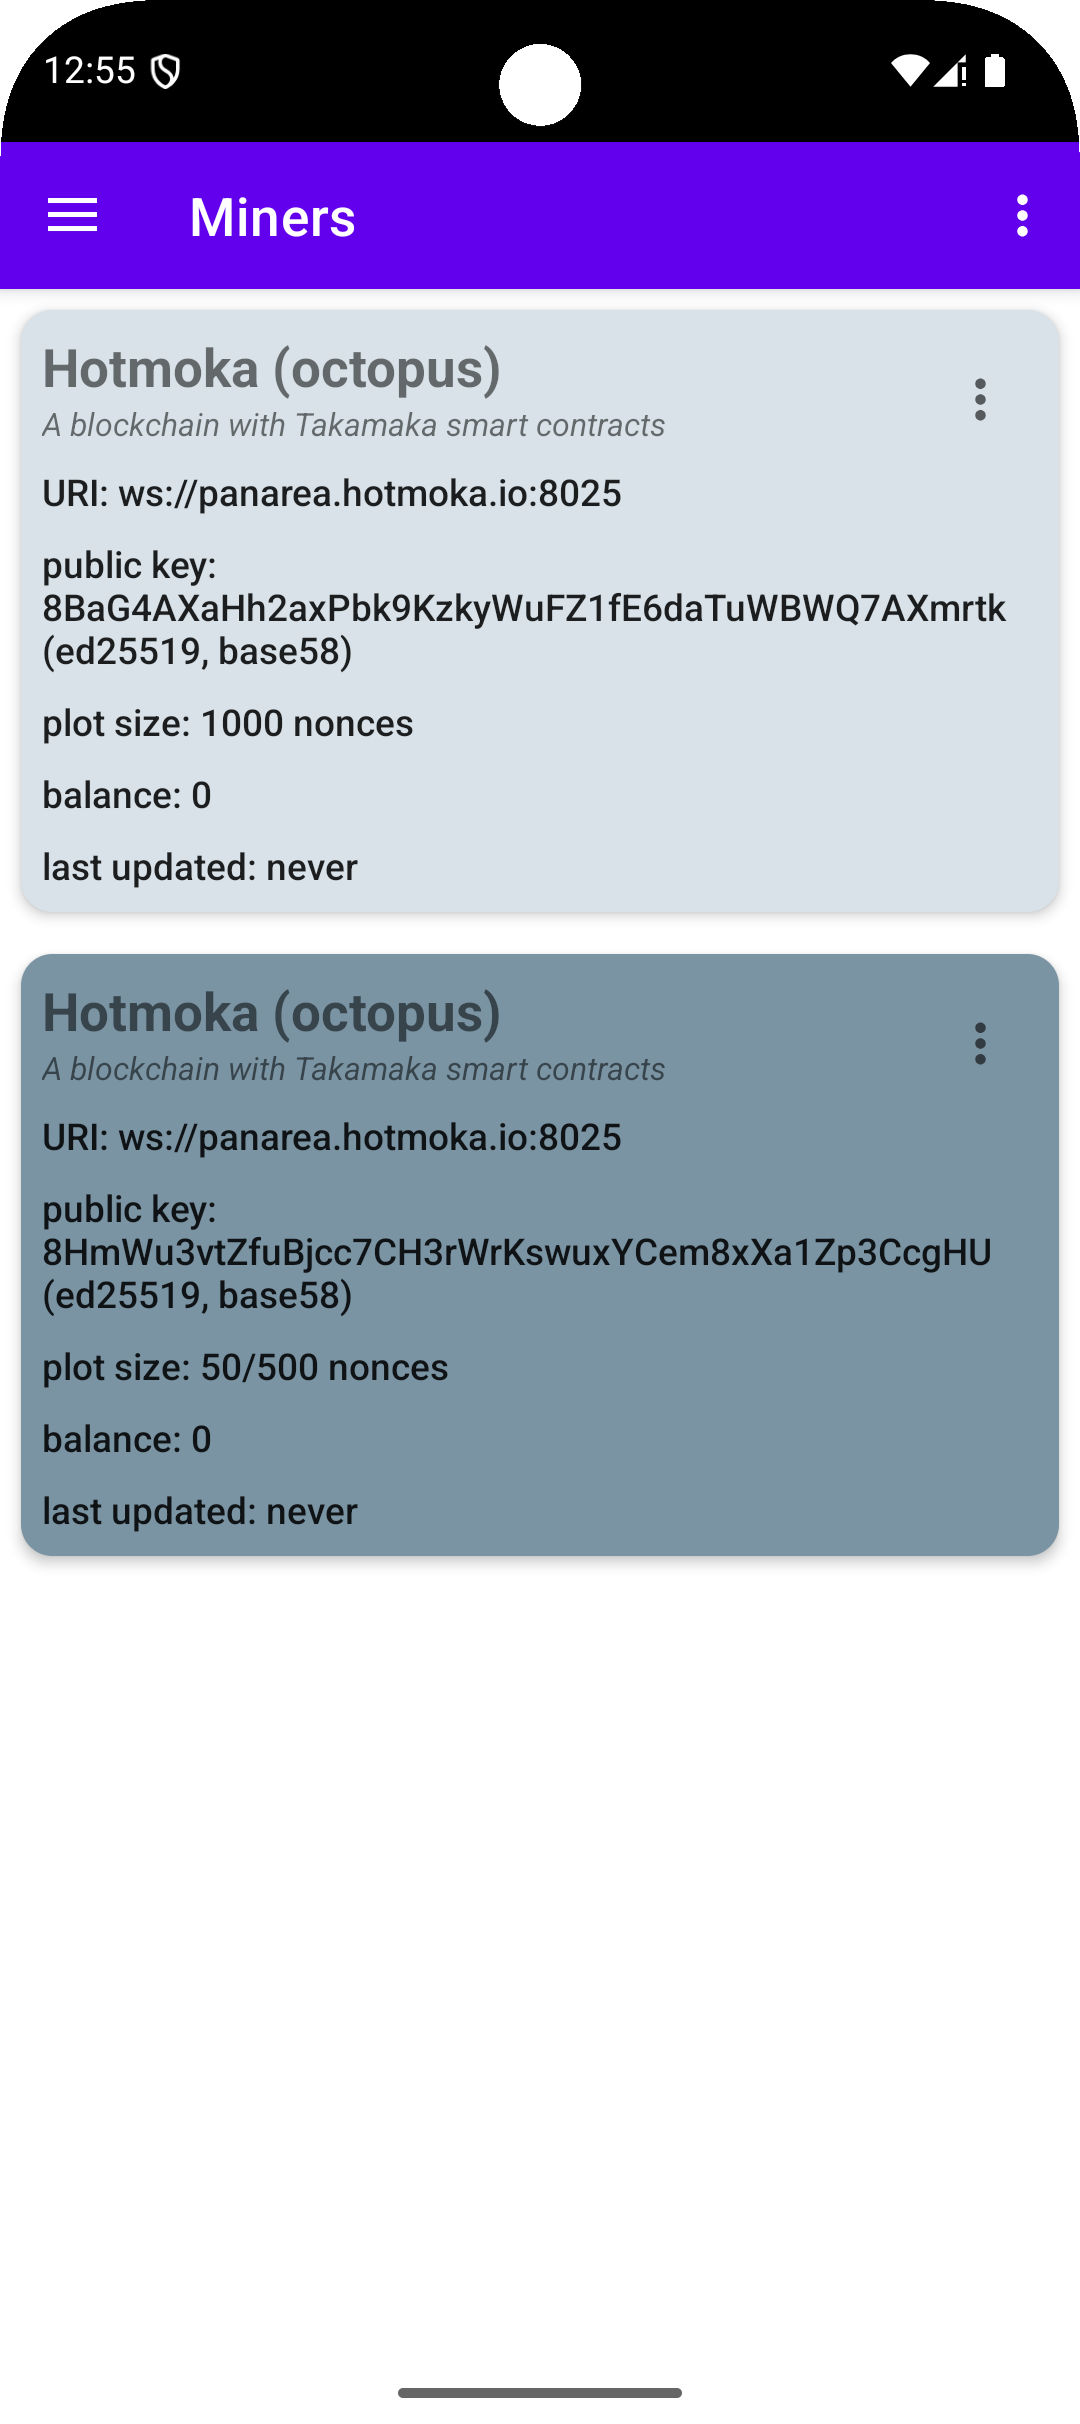 12:55
Miners
Hotmoka (octopus)
A blockchain with Takamaka smart contracts
URI: ws://panarea.hotmoka.io:8025
public key:
8BaG4AXaHh2axPbk9KzkyWuFZ1fE6daTuWBWQ7AXmrtk
(ed25519, base58)
plot size: 1000 nonces
balance: 0
last updated: never
Hotmoka (octopus)
A blockchain with Takamaka smart contracts
URI: ws://panarea.hotmoka.io:8025
public key:
8HmWu3vtZfuBjcc7CH3rWrKswuxYCem8xXa1Zp3CcgHU
(ed25519, base58)
plot size: 50/500 nonces
balance: 0
last updated: never